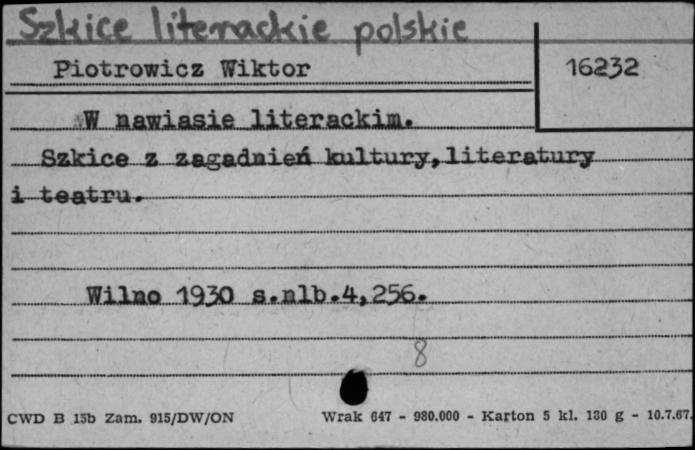 Szkice literackie polskie
Piotrowicz Wiktor
16232
W nawiasie literackim.
Szkice z zagadnień kultury, literatury
i teatru.
Wilno 1930 s.nlb.4,256.
8
CWD B 15b Zam. 915/DW/ON Wrak 647 - 980.000 - Karton 5 kl. 180 g - 10.7.67.